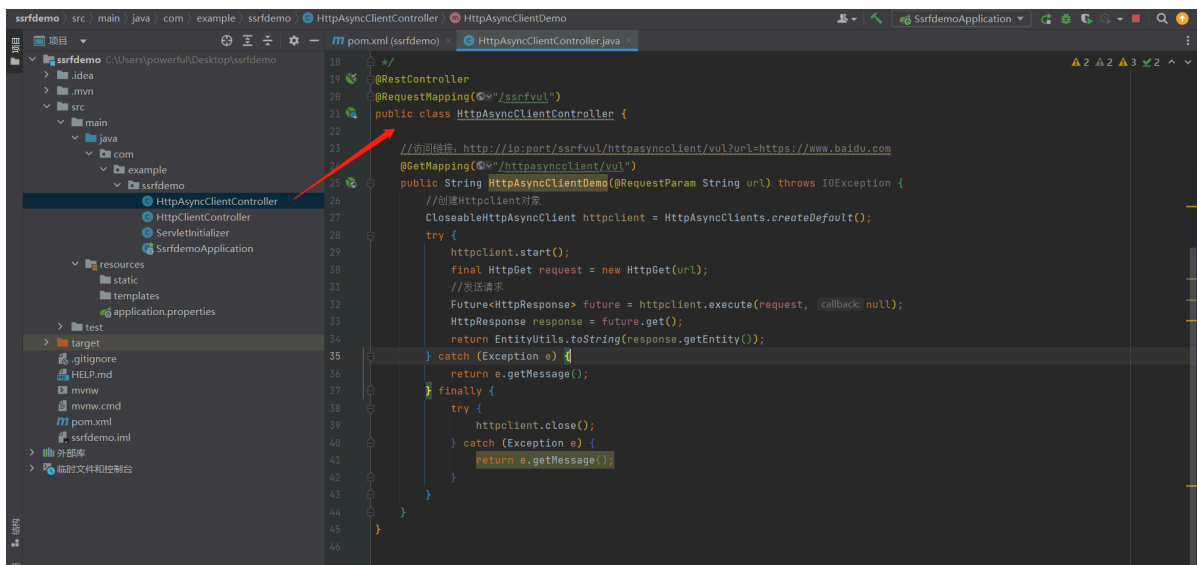 ssrfdemo 〉 src 〉 main 〉 java 〉 com 〉 example 〉 ssrfdemo 〉 HttpAsyncClientController 〉 HttpAsyncClientDemo
SsrfdemoApplication
项目
pom.xml (ssrfdemo)
HttpAsyncClientController.java
2 2 3 2
ssrfdemo C:\Users\powerful\Desktop\ssrfdemo
.idea
.mvn
src
main
java
com
example
ssrfdemo
HttpAsyncClientController
HttpClientController
ServletInitializer
SsrfdemoApplication
resources
static
templates
application.properties
test
target
.gitignore
HELP.md
mvnw
mvnw.cmd
pom.xml
ssrfdemo.iml
外部库
临时文件和控制台
结构
18 */
19 @RestController
20 @RequestMapping("/ssrfvul")
21 public class HttpAsyncClientController {
22
23 //访问链接：http://ip:port/ssrfvul/httpasyncclient/vul?url=https://www.baidu.com
@GetMapping("/httpasyncclient/vul")
25 public String HttpAsyncClientDemo(@RequestParam String url) throws IOException {
26 //创建Httpclient对象
27 CloseableHttpAsyncClient httpclient = HttpAsyncClients.createDefault();
28 try {
29 httpclient.start();
30 final HttpGet request = new HttpGet(url);
31 //发送请求
32 Future<HttpResponse> future = httpclient.execute(request, callback: null);
33 HttpResponse response = future.get();
34 return EntityUtils.toString(response.getEntity());
35 } catch (Exception e) {
36 return e.getMessage();
37 } finally {
38 try {
39 httpclient.close();
40 } catch (Exception e) {
41 return e.getMessage();
42 }
43 }
44 }
45 }
46